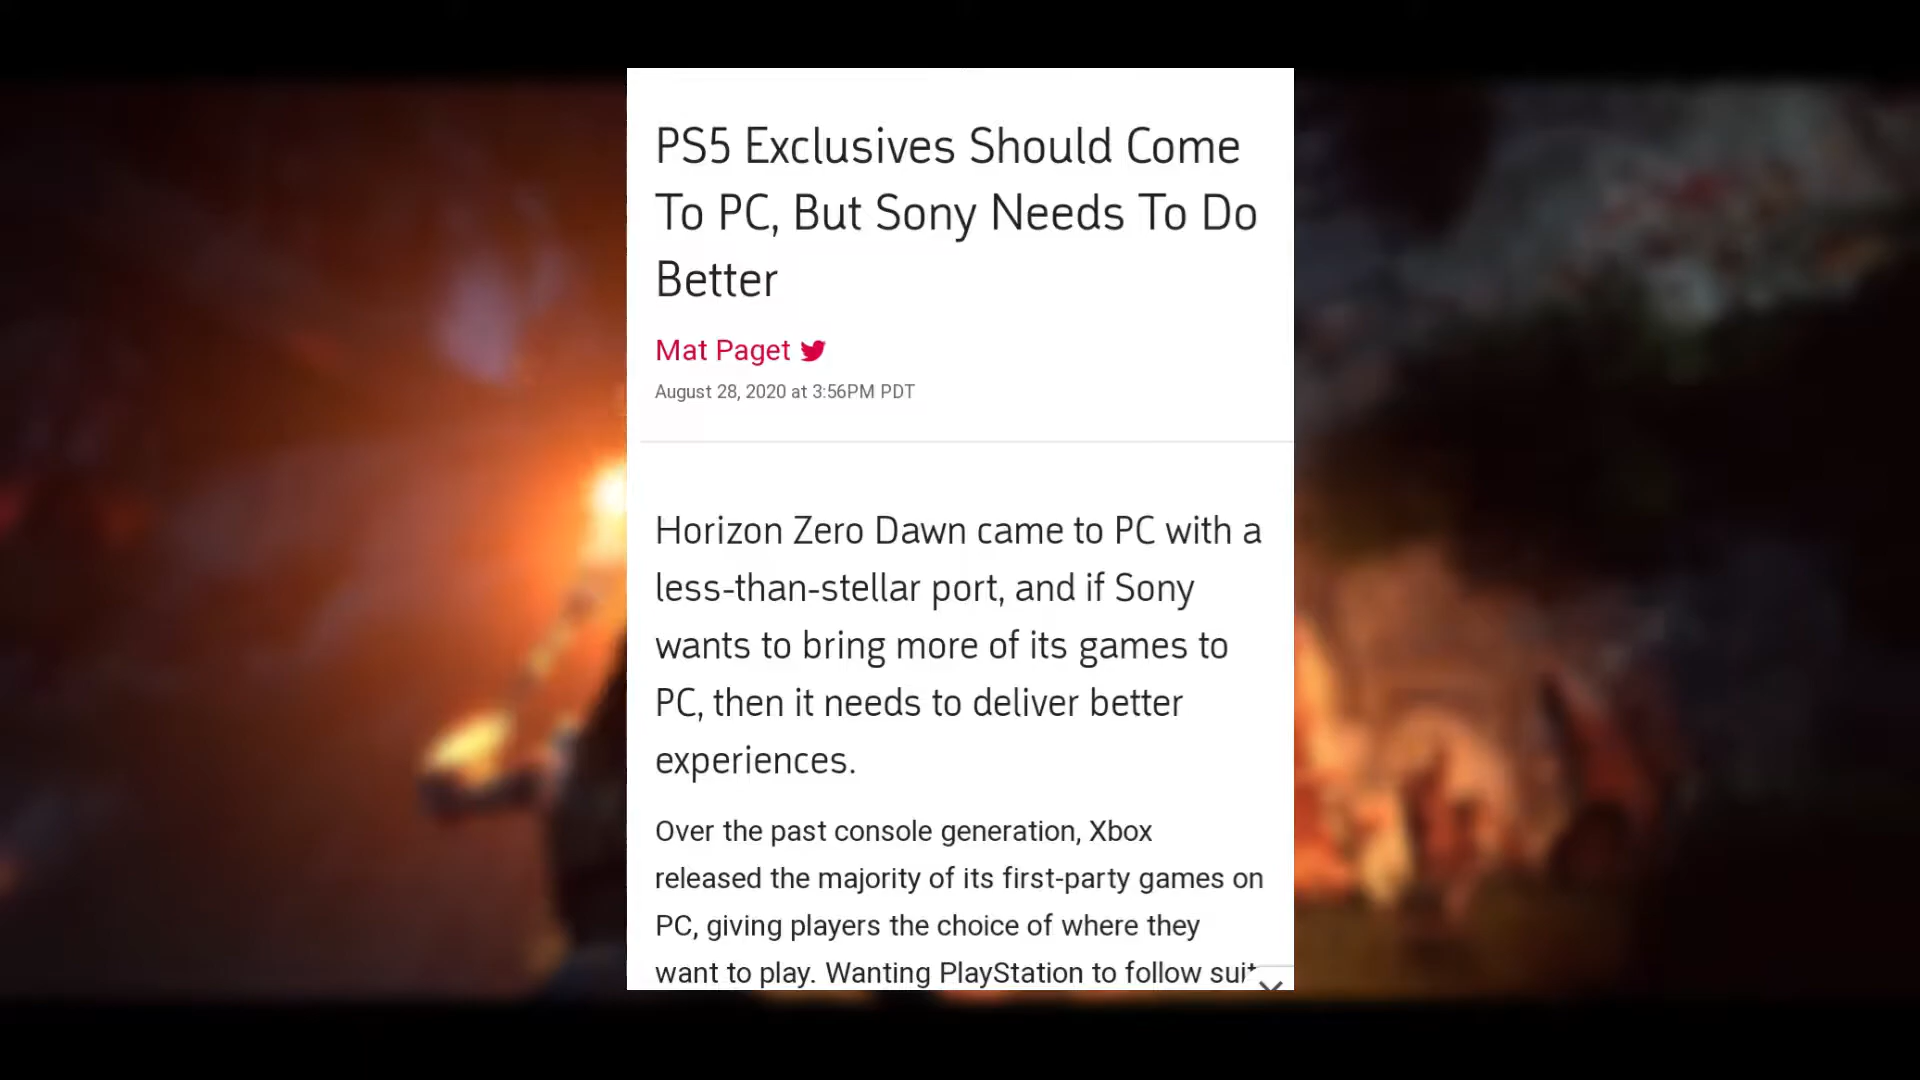 PS5 Exclusives Should Come
To PC, But Sony Needs To Do
Better
Mat Paget
August 28, 2020 at 3:56PM PDT
Horizon Zero Dawn came to PC with a
less-than-stellar port, and if Sony
wants to bring more of its games to
PC, then it needs to deliver better
experiences.
Over the past console generation, Xbox
released the majority of its first-party games on
PC, giving players the choice of where they
want to play. Wanting PlayStation to follow suit